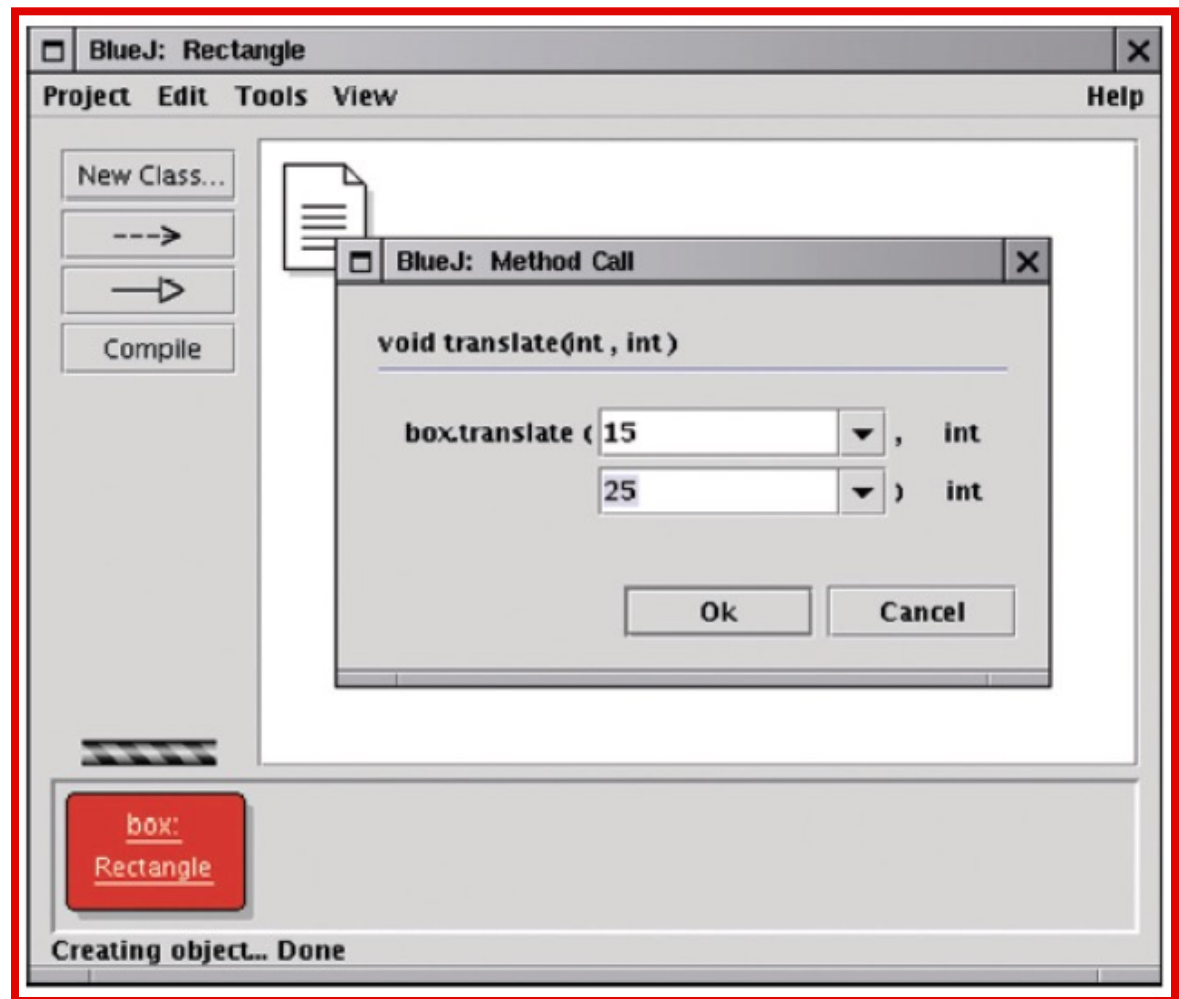 BlueJ: Rectangle
Project Edit Tools View Help
New Class...
Compile
BlueJ: Method Call
void translate(int , int )
box.translate ( 15 , int
25 ) int
Ok Cancel
box:
Rectangle
Creating object... Done